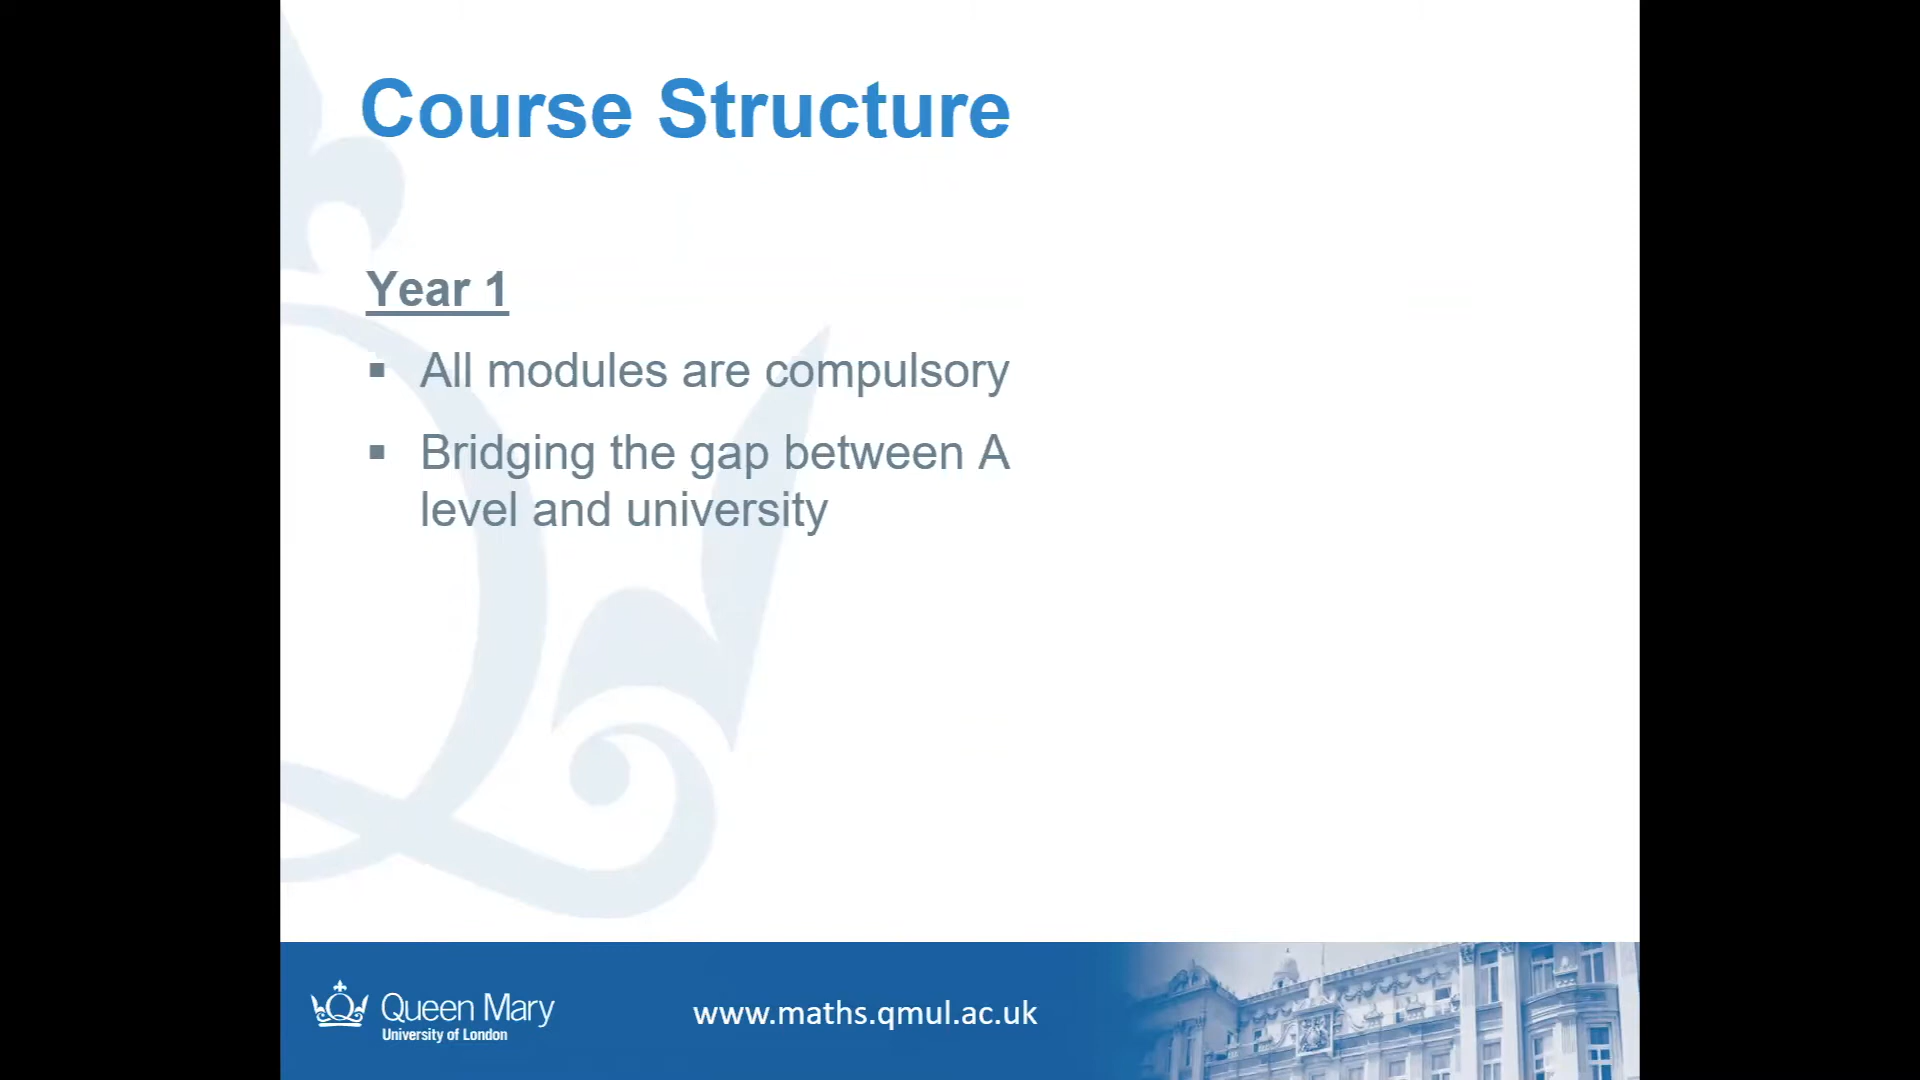 Course Structure
Year 1
▪ All modules are compulsory
▪ Bridging the gap between A
level and university
Queen Mary
University of London
www.maths.qmul.ac.uk